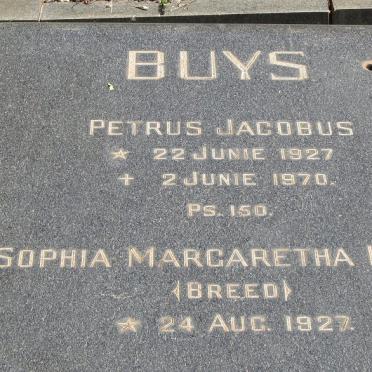 BUYS
PETRUS JACOBUS
★ 22 JUNIE 1927
+ 2 JUNIE 1970.
PS. 150.
SOPHIA MARGARETHA
(BREED)
★ 24 AUG. 1927.